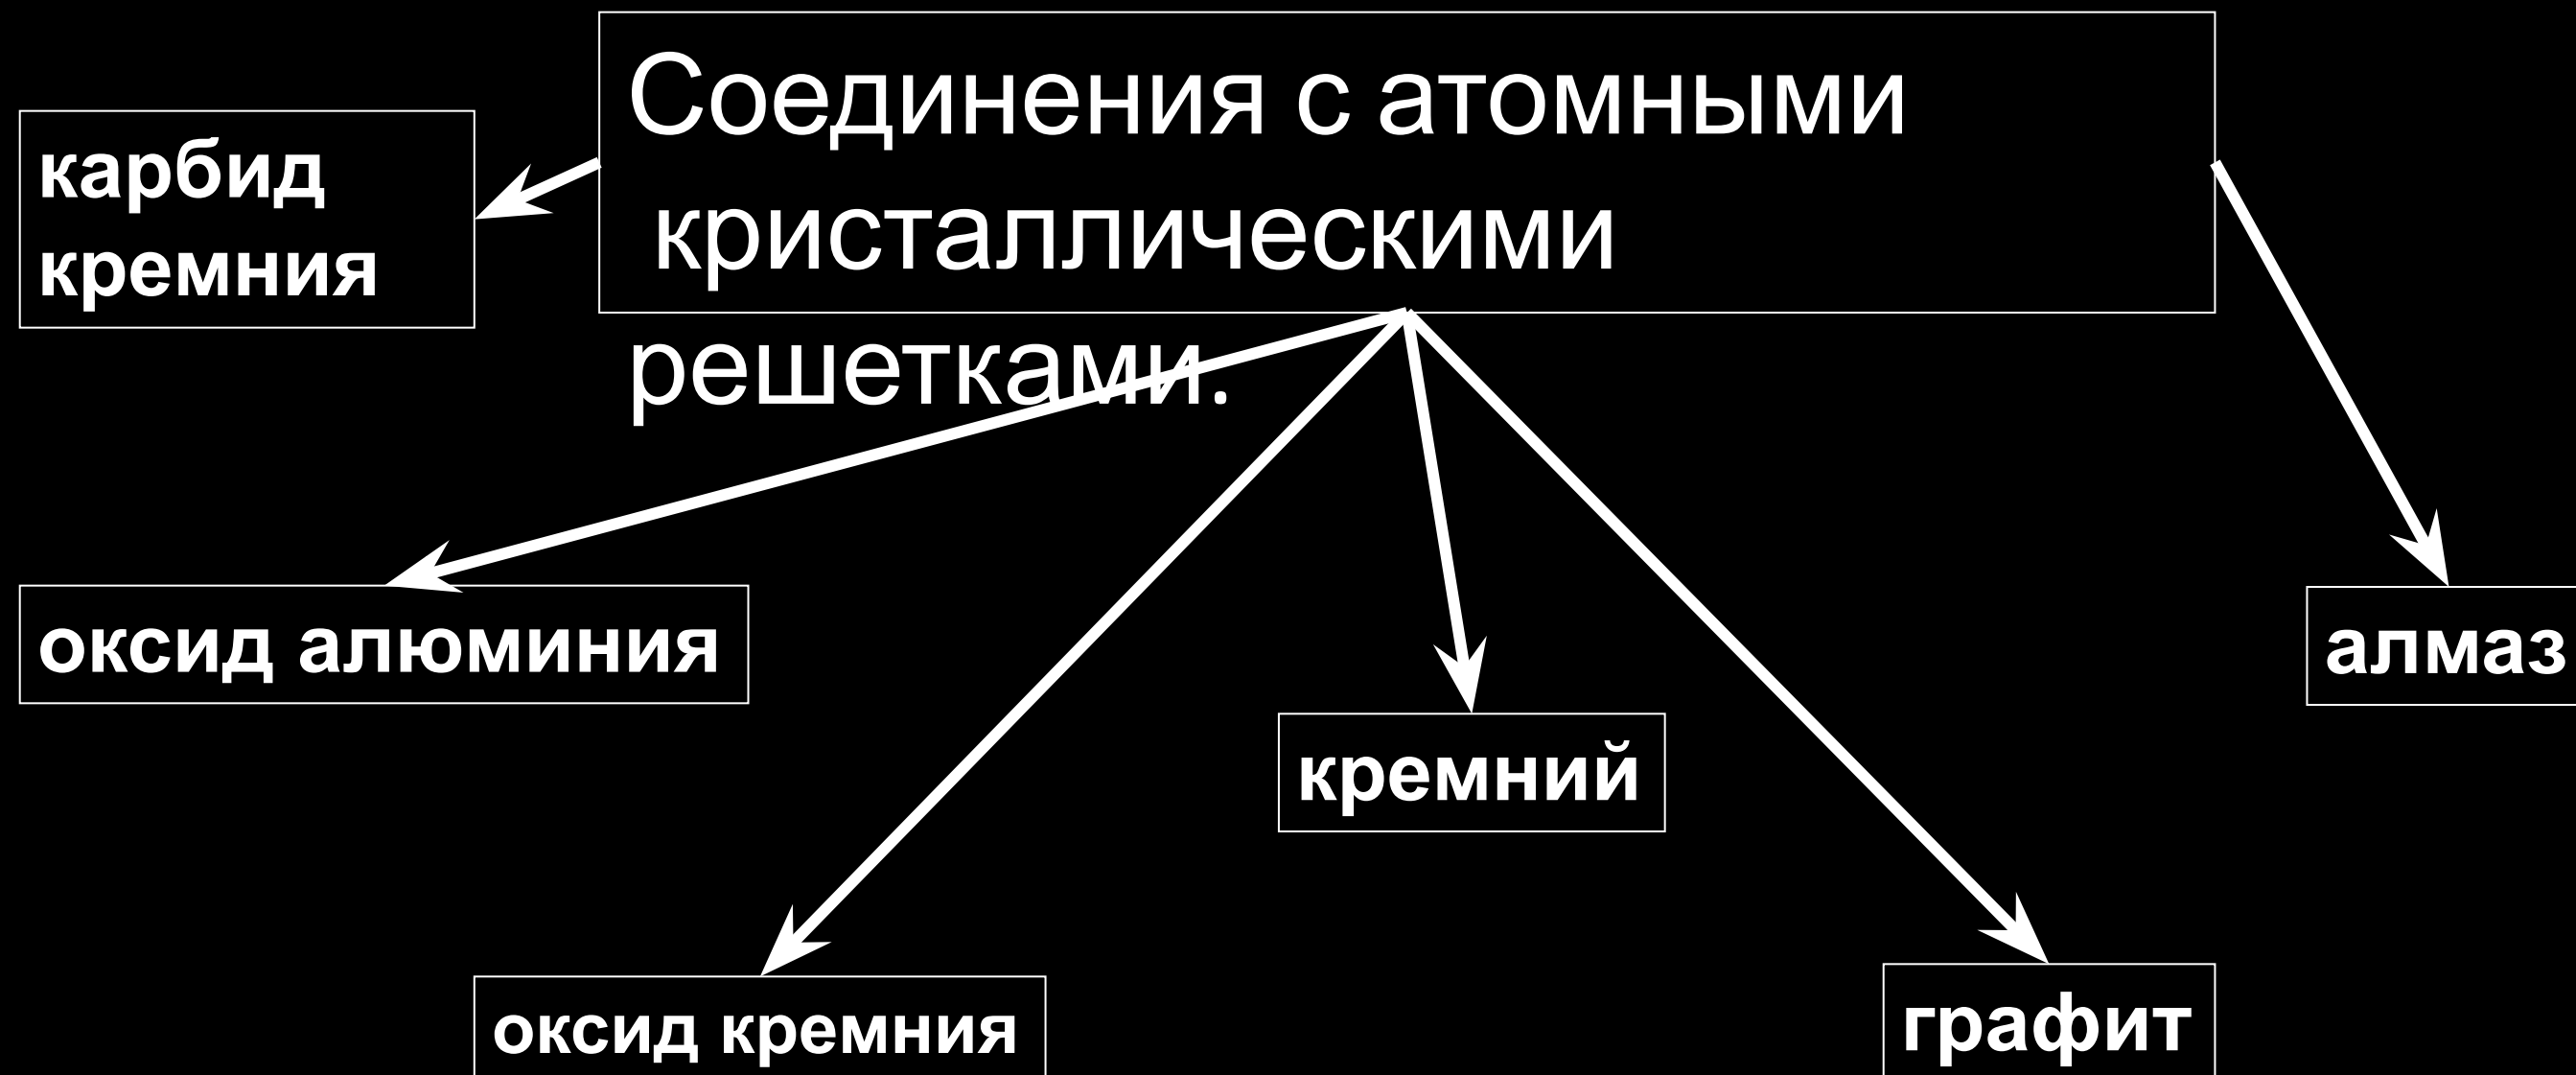 Соединения с атомными
кристаллическими
решетками.
карбид
кремния
оксид алюминия
алмаз
кремний
оксид кремния
графит